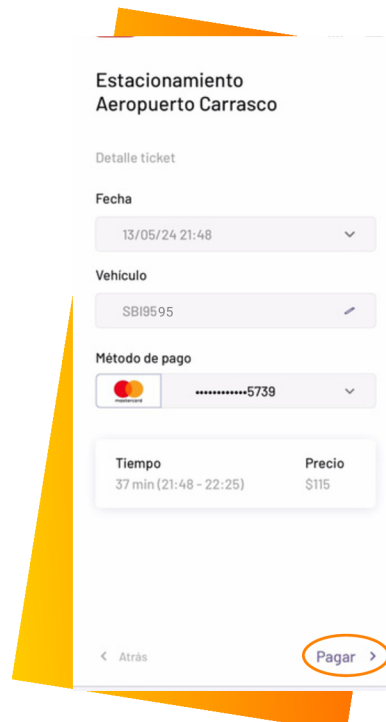 Estacionamiento
Aeropuerto Carrasco
Detalle ticket
Fecha
13/05/24 21:48
Vehículo
SBI9595
Método de pago
mastercard ••••••••••••5739
Tiempo Precio
37 min (21:48 - 22:25) $115
Atrás Pagar